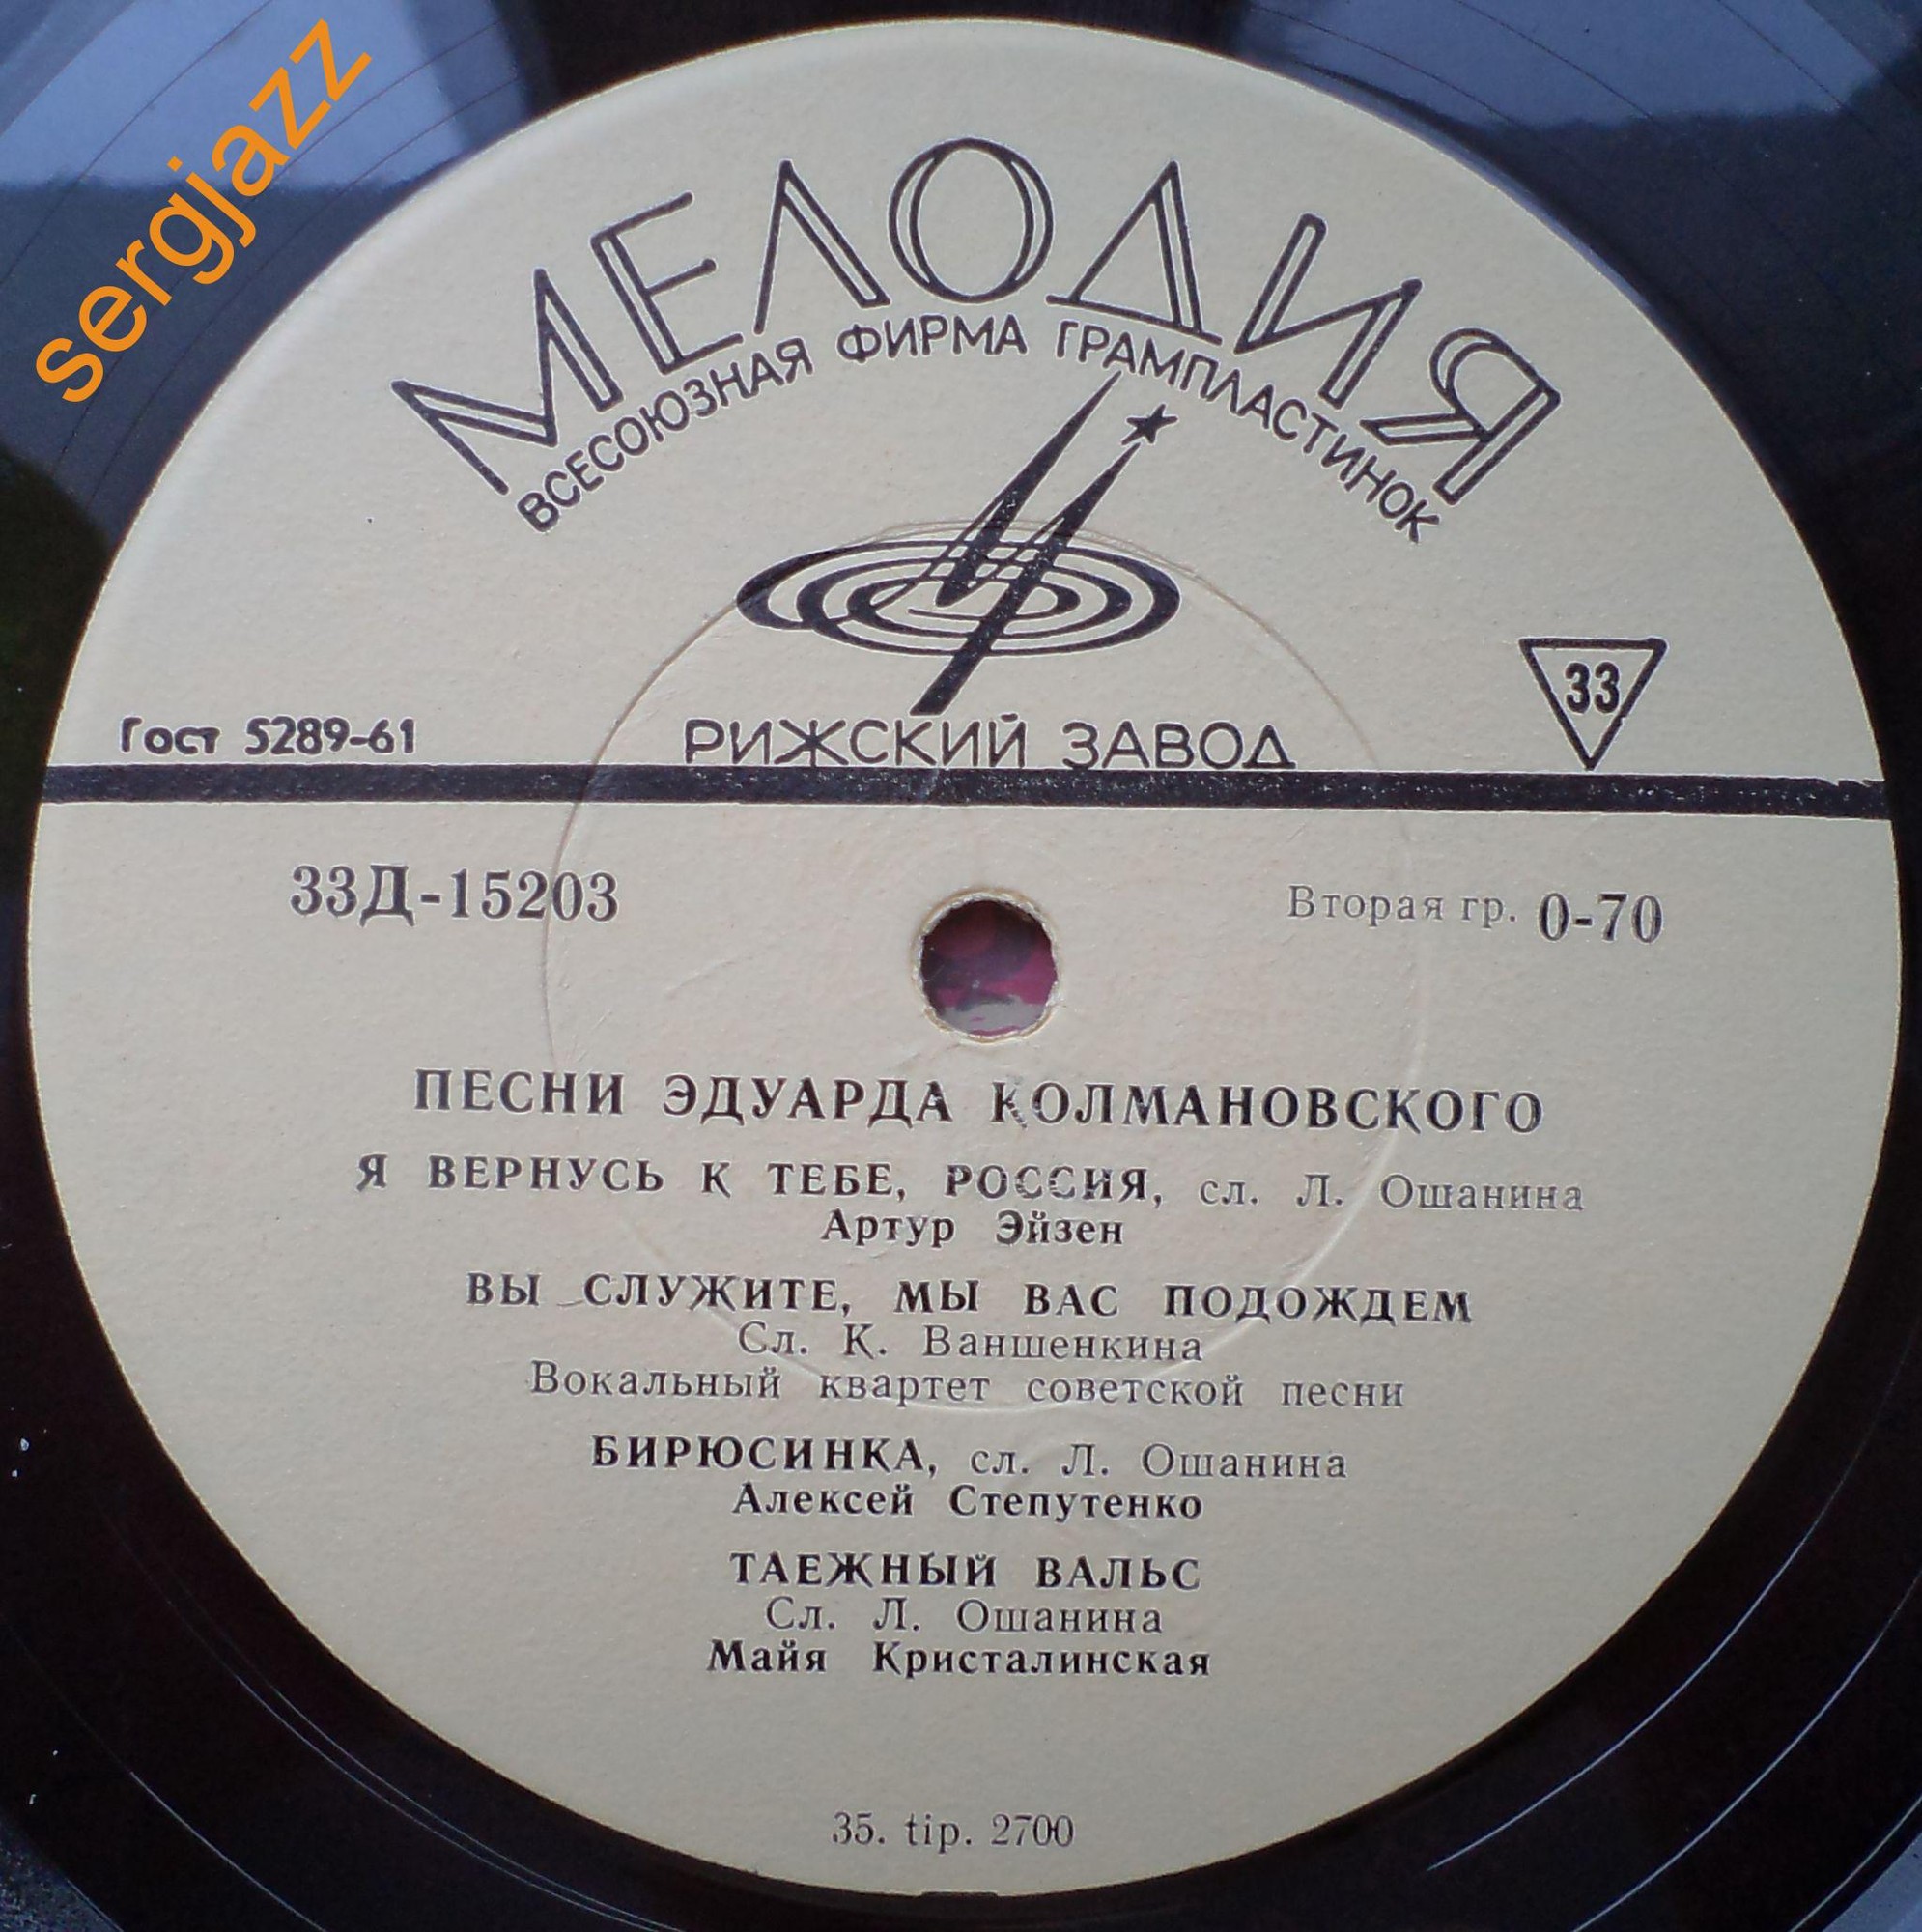 sergjazz
МЕЛОДИЯ
ВСЕСОЮЗНАЯ ФИРМА ГРАМПЛАСТИНОК
33
Гост 5289-61
РИЖСКИЙ ЗАВОД
33Д-15203
Вторая гр. 0-70
ПЕСНИ ЭДУАРДА КОЛМАНОВСКОГО
Я ВЕРНУСЬ К ТЕБЕ, РОССИЯ, сл. Л. Ошанина
Артур Эйзен
ВЫ СЛУЖИТЕ, МЫ ВАС ПОДОЖДЕМ
Сл. К. Ваншенкина
Вокальный квартет советской песни
БИРЮСИНКА, сл. Л. Ошанина
Алексей Степутенко
ТАЕЖНЫЙ ВАЛЬС
Сл. Л. Ошанина
Майя Кристалинская
35. tip. 2700